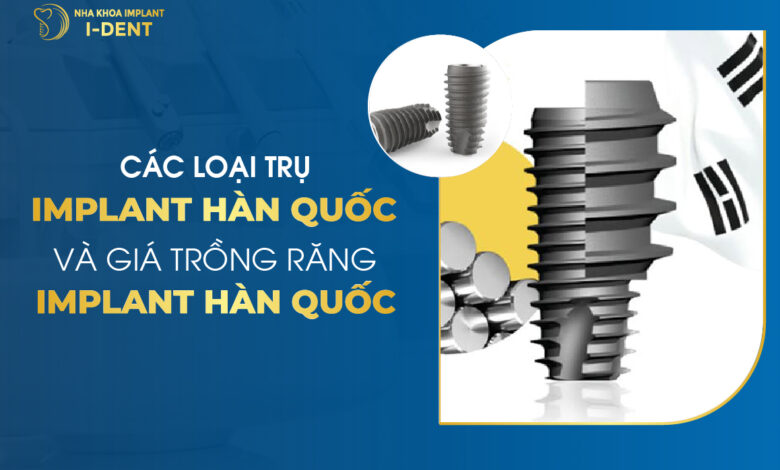 NHA KHOA IMPLANT
I-DENT
CÁC LOẠI TRỤ
IMPLANT HÀN QUỐC
VÀ GIÁ TRỒNG RĂNG
IMPLANT HÀN QUỐC